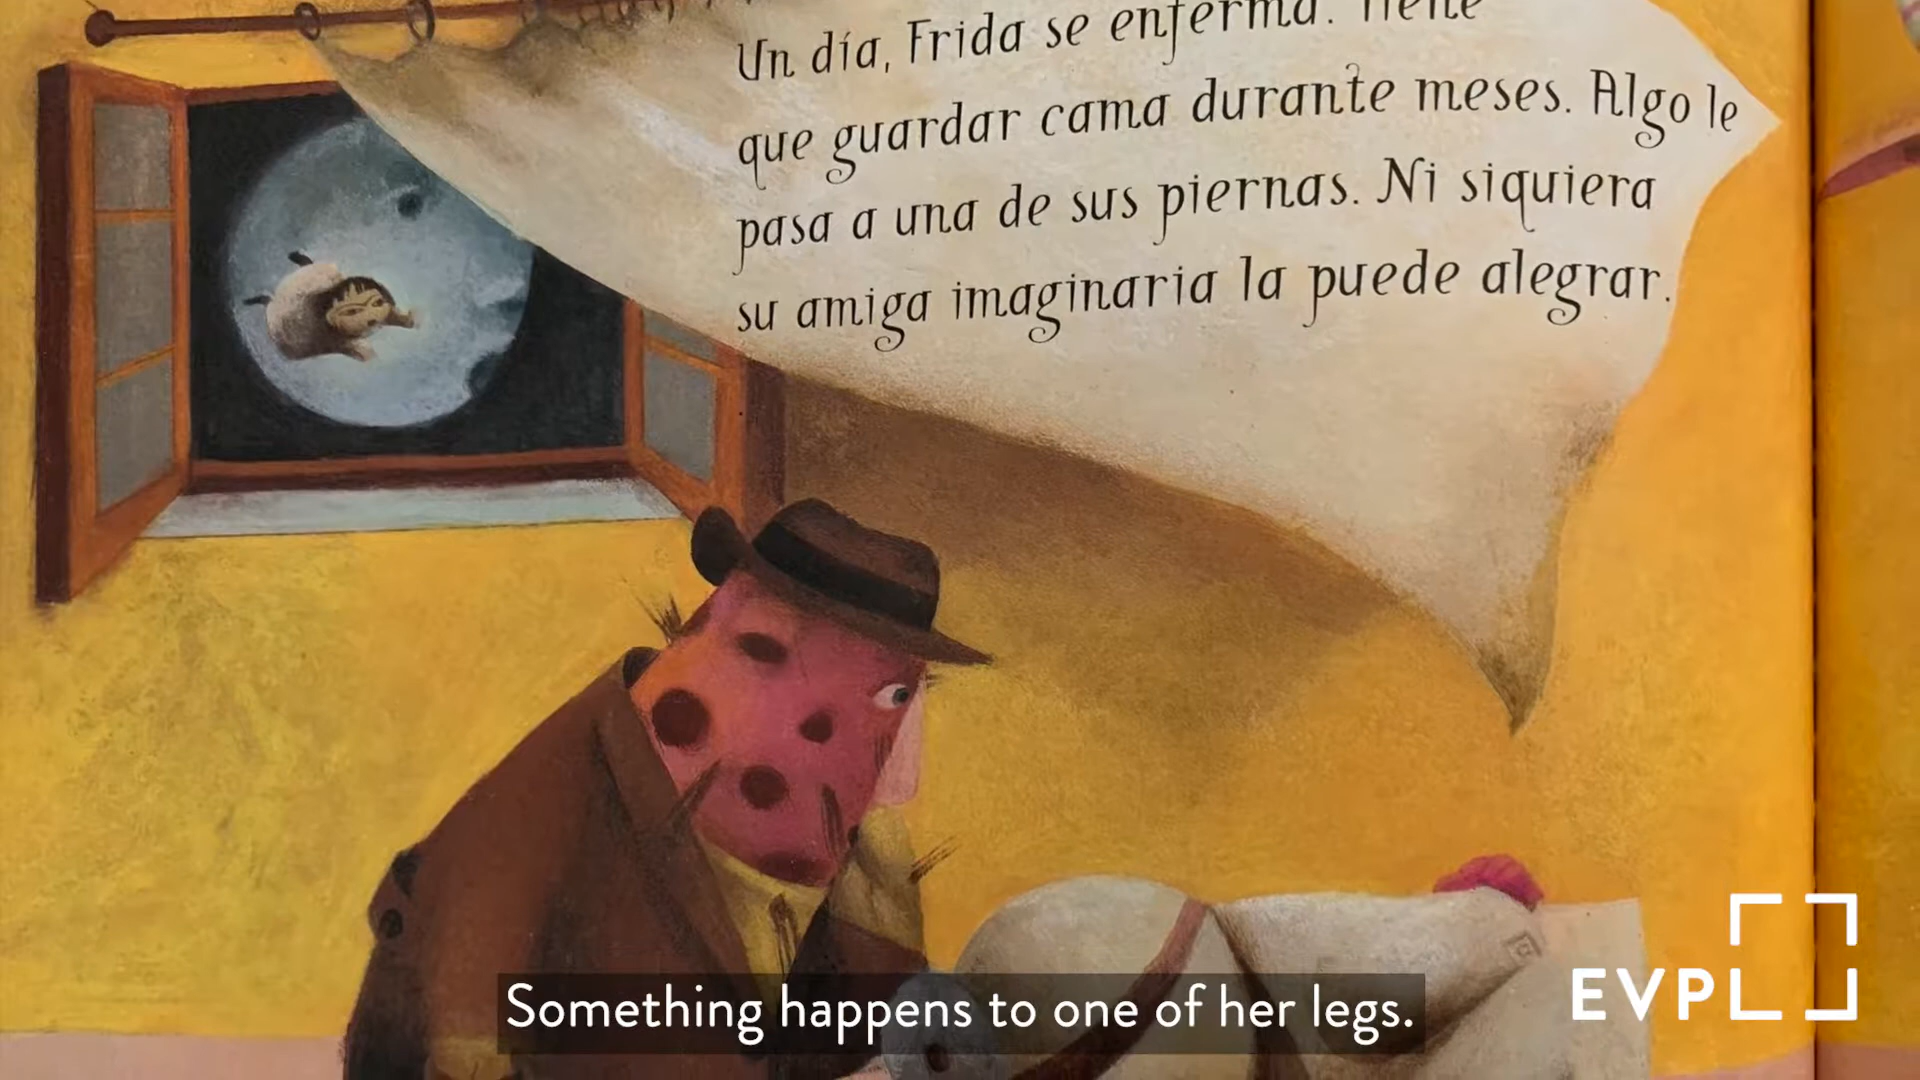 Un día, Frida se enferma. Tiene
que guardar cama durante meses. Algo le
pasa a una de sus piernas. Ni siquiera
su amiga imaginaria la puede alegrar.
Something happens to one of her legs.
EVPL